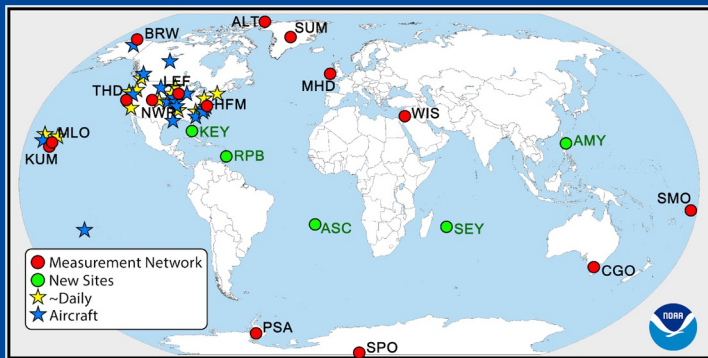 ALT
SUM
BRW
MHD
THD
LEF
NWR
HFM
KEY
WIS
AMY
MLO
KUM
RPB
SMO
ASC
SEY
CGO
Measurement Network
New Sites
~Daily
Aircraft
PSA
SPO
NOAA